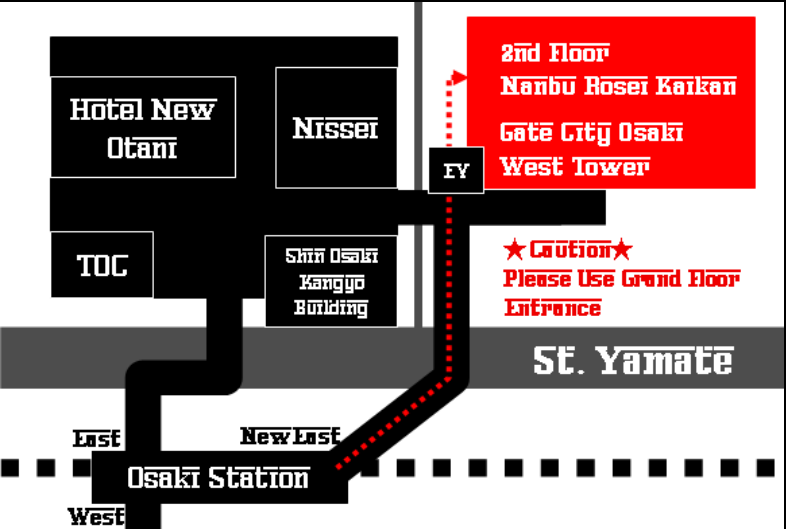 2nd Floor
Nanbu Rosei Kaikan
Gate City Osaki
West Tower
Hotel New
Otani
Nissei
EV
TOC
Shin Osaki
Kangyo
Building
★Caution★
Please Use Grand Floor
Entrance
St. Yamate
East
New East
Osaki Station
West